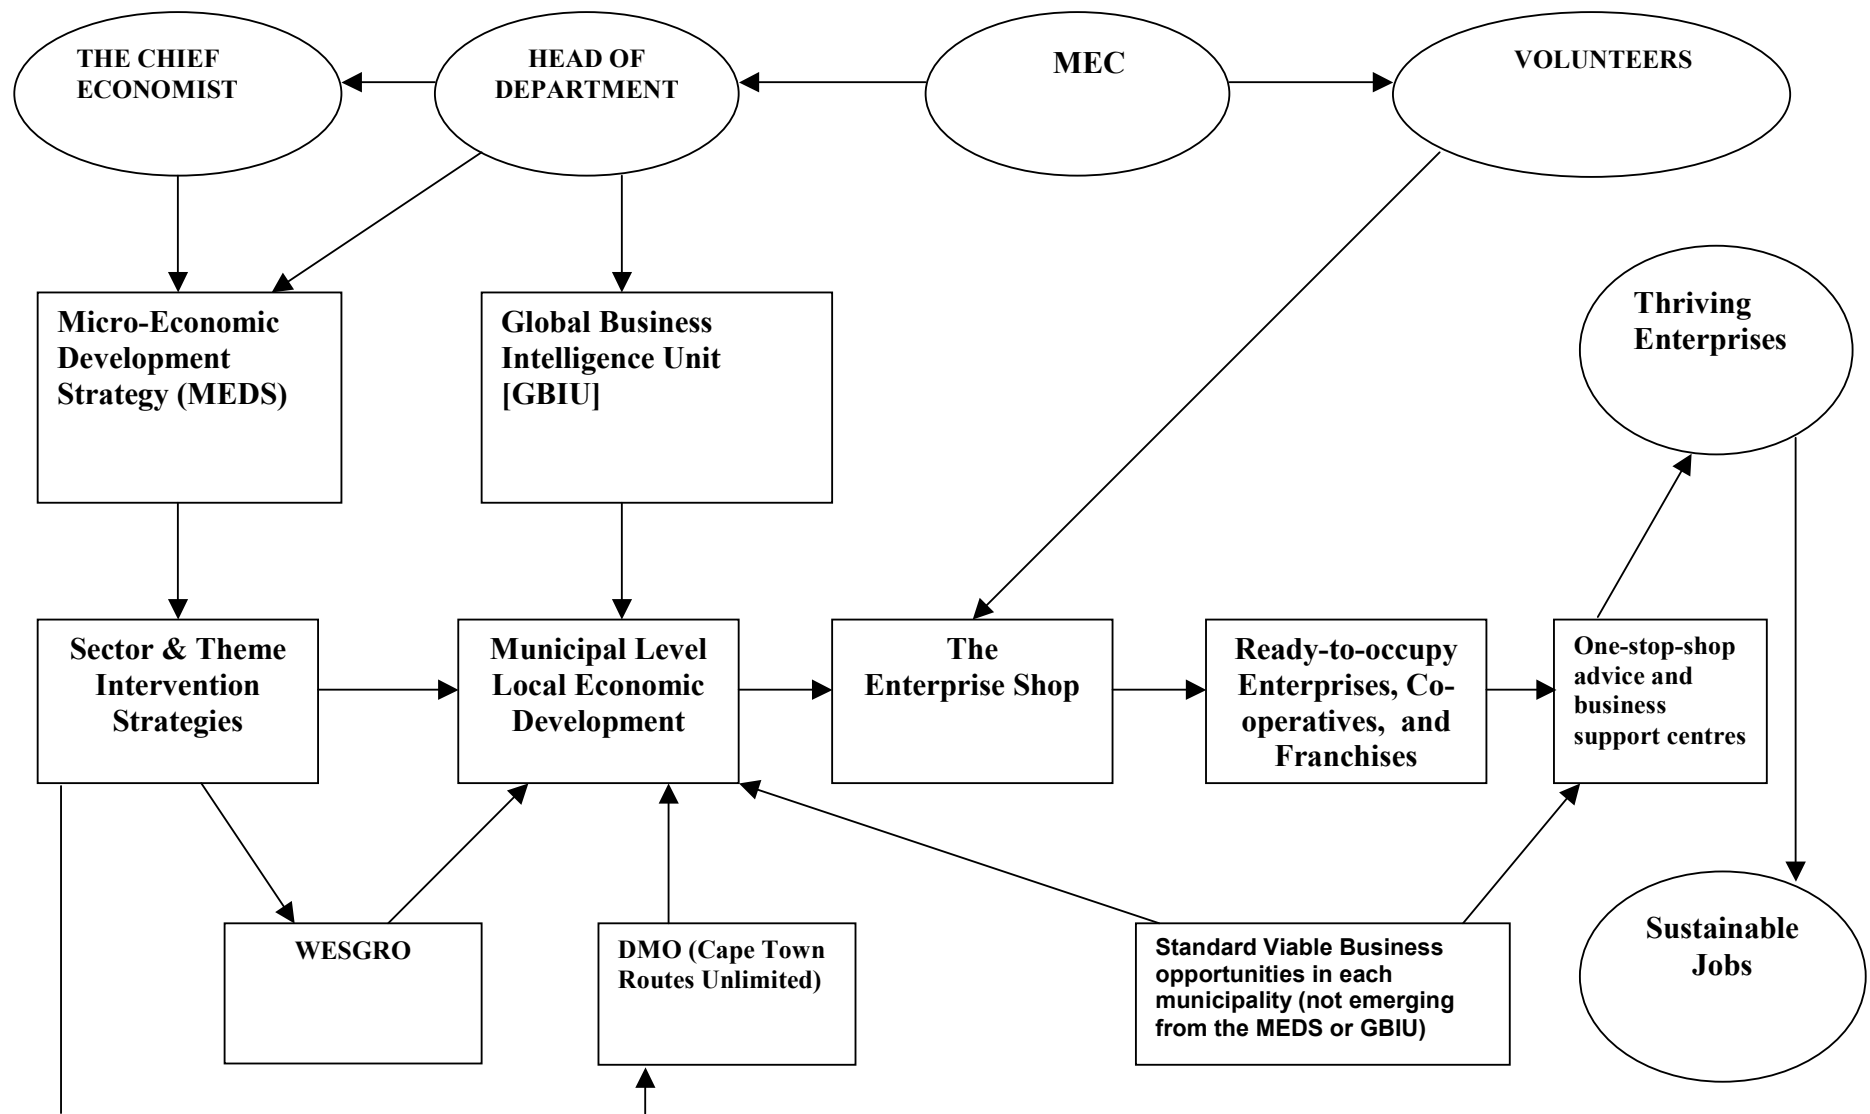 THE CHIEF
ECONOMIST
HEAD OF
DEPARTMENT
MEC
VOLUNTEERS
Micro-Economic
Development
Strategy (MEDS)
Global Business
Intelligence Unit
[GBIU]
Thriving
Enterprises
Sector & Theme
Intervention
Strategies
Municipal Level
Local Economic
Development
The
Enterprise Shop
Ready-to-occupy
Enterprises, Co-
operatives, and
Franchises
One-stop-shop
advice and
business
support centres
WESGRO
DMO (Cape Town
Routes Unlimited)
Standard Viable Business
opportunities in each
municipality (not emerging
from the MEDS or GBIU)
Sustainable
Jobs